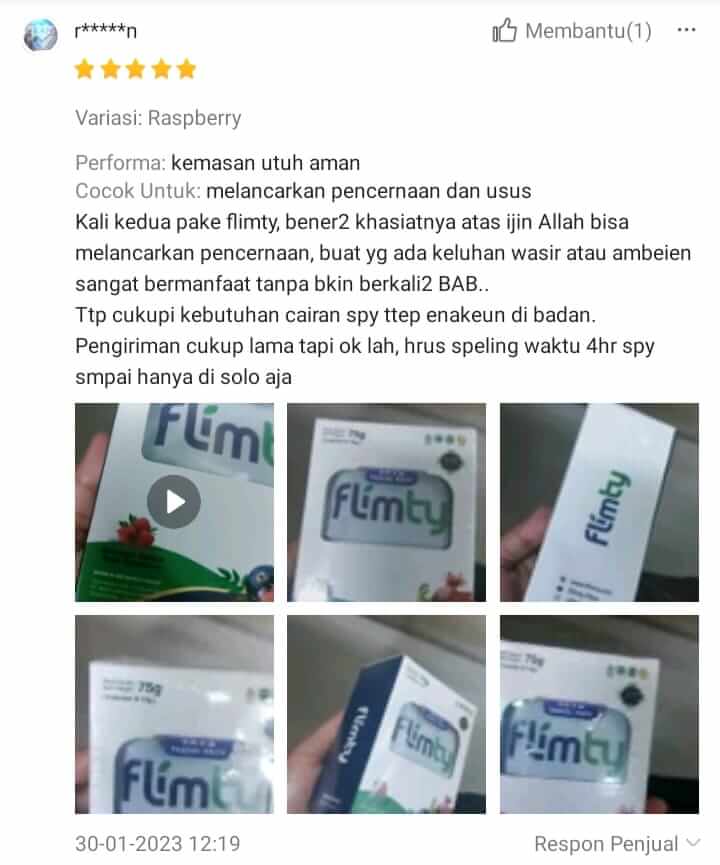 r*****n
Membantu(1)
Variasi: Raspberry
Performa: kemasan utuh aman
Cocok Untuk: melancarkan pencernaan dan usus
Kali kedua pake flimty, bener2 khasiatnya atas ijin Allah bisa
melancarkan pencernaan, buat yg ada keluhan wasir atau ambeien
sangat bermanfaat tanpa bkin berkali2 BAB..
Ttp cukupi kebutuhan cairan spy ttep enakeun di badan.
Pengiriman cukup lama tapi ok lah, hrus speling waktu 4hr spy
smpai hanya di solo aja
flimt
75g
flimty
flimty
75g
flimt
flimty
flimty
75g
flimty
30-01-2023 12:19
Respon Penjual